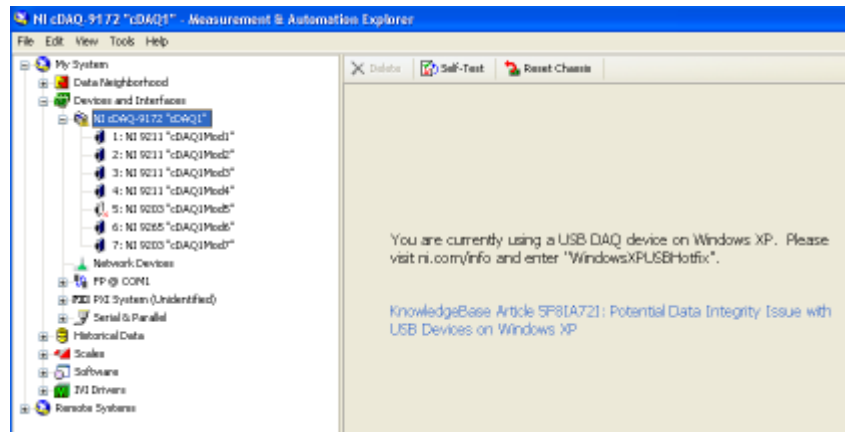 NI cDAQ-9172 "cDAQ1" - Measurement & Automation Explorer
File Edit View Tools Help
My System
Data Neighborhood
Devices and Interfaces
NI cDAQ-9172 "cDAQ1"
1: NI 9211 "cDAQ1Mod1"
2: NI 9211 "cDAQ1Mod2"
3: NI 9211 "cDAQ1Mod3"
4: NI 9211 "cDAQ1Mod4"
5: NI 9203 "cDAQ1Mod5"
6: NI 9265 "cDAQ1Mod6"
7: NI 9203 "cDAQ1Mod7"
Network Devices
FP @ COM1
PXI PXI System (Unidentified)
Serial & Parallel
Historical Data
Scales
Software
IVI Drivers
Remote Systems
Delete Self-Test Reset Chassis
You are currently using a USB DAQ device on Windows XP. Please
visit ni.com/info and enter "WindowsXPUSBHotfix".
KnowledgeBase Article 5P8IA72I: Potential Data Integrity Issue with
USB Devices on Windows XP